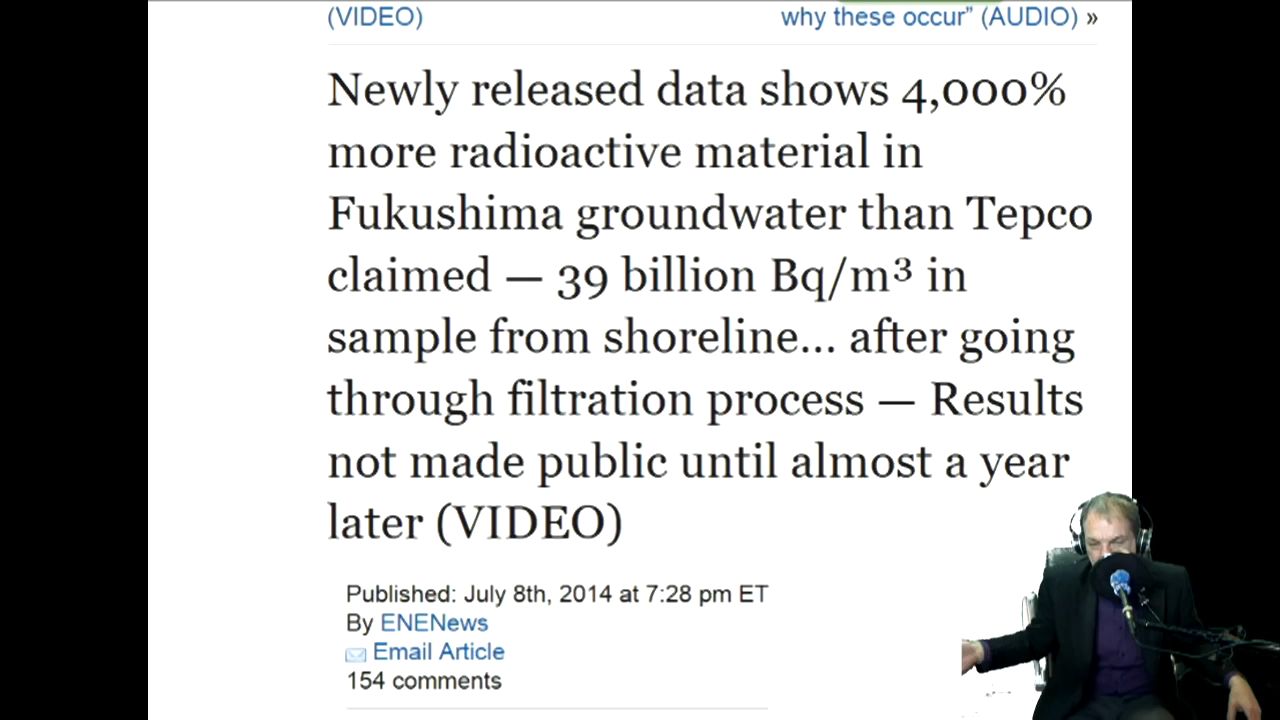 (VIDEO)
why these occur” (AUDIO) »
Newly released data shows 4,000%
more radioactive material in
Fukushima groundwater than Tepco
claimed — 39 billion Bq/m³ in
sample from shoreline… after going
through filtration process — Results
not made public until almost a year
later (VIDEO)
Published: July 8th, 2014 at 7:28 pm ET
By ENENews
Email Article
154 comments